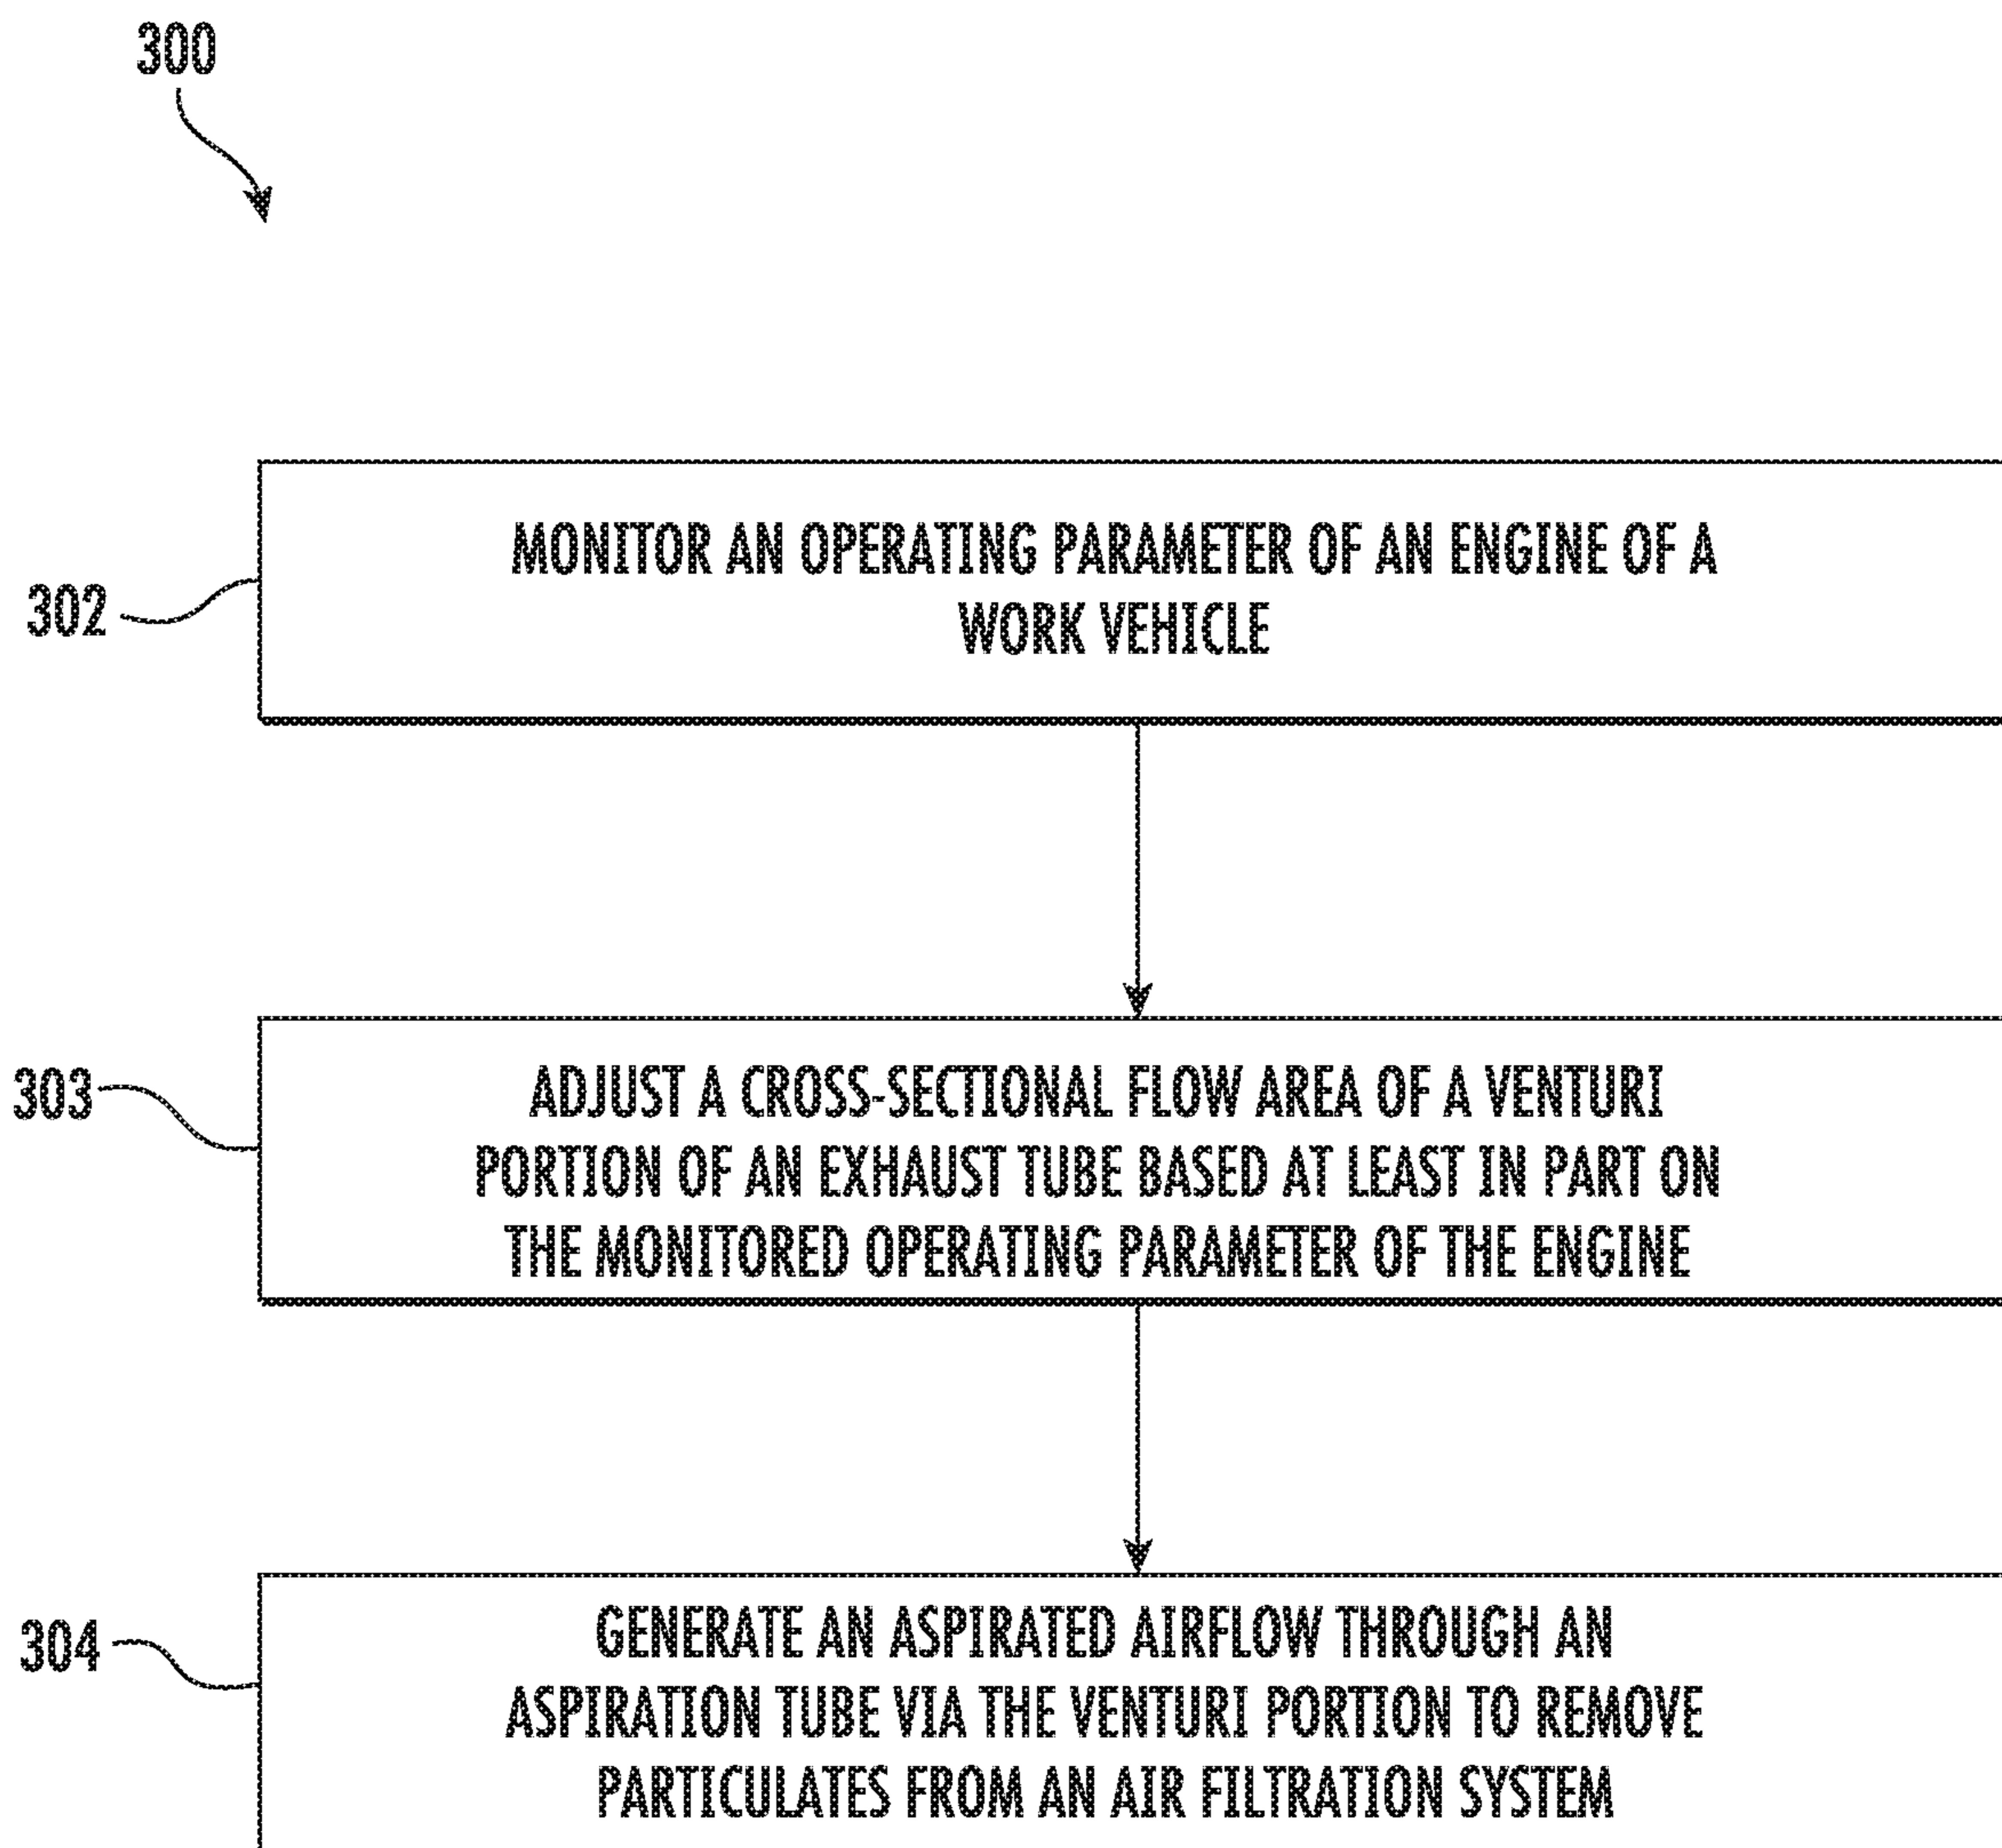 300
302
MONITOR AN OPERATING PARAMETER OF AN ENGINE OF A
WORK VEHICLE
303
ADJUST A CROSS-SECTIONAL FLOW AREA OF A VENTURI
PORTION OF AN EXHAUST TUBE BASED AT LEAST IN PART ON
THE MONITORED OPERATING PARAMETER OF THE ENGINE
304
GENERATE AN ASPIRATED AIRFLOW THROUGH AN
ASPIRATION TUBE VIA THE VENTURI PORTION TO REMOVE
PARTICULATES FROM AN AIR FILTRATION SYSTEM